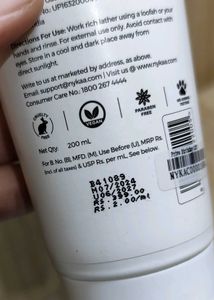 Directions For Use: Work rich lather using a loofah or your
hands and rinse. For external use only. Avoid contact with
eyes. Store in a cool and dark place away from
direct sunlight.
Write to us at marketed by address, as above.
Email:support@nykaa.com | Visit us @ www.nykaa.com
Consumer Care No.: 1800 267 4444
CRUELTY
FREE
VEGAN
PARABEN
FREE
Net Qty: 200 mL
For B. No. (B), MFD. (M), Use Before (U), MRP Rs.
(Incl. of all taxes) & USP Rs. per mL, See below:
B41089
M07/2024
U06/2027
RS.399.00
RS.2.00/ml